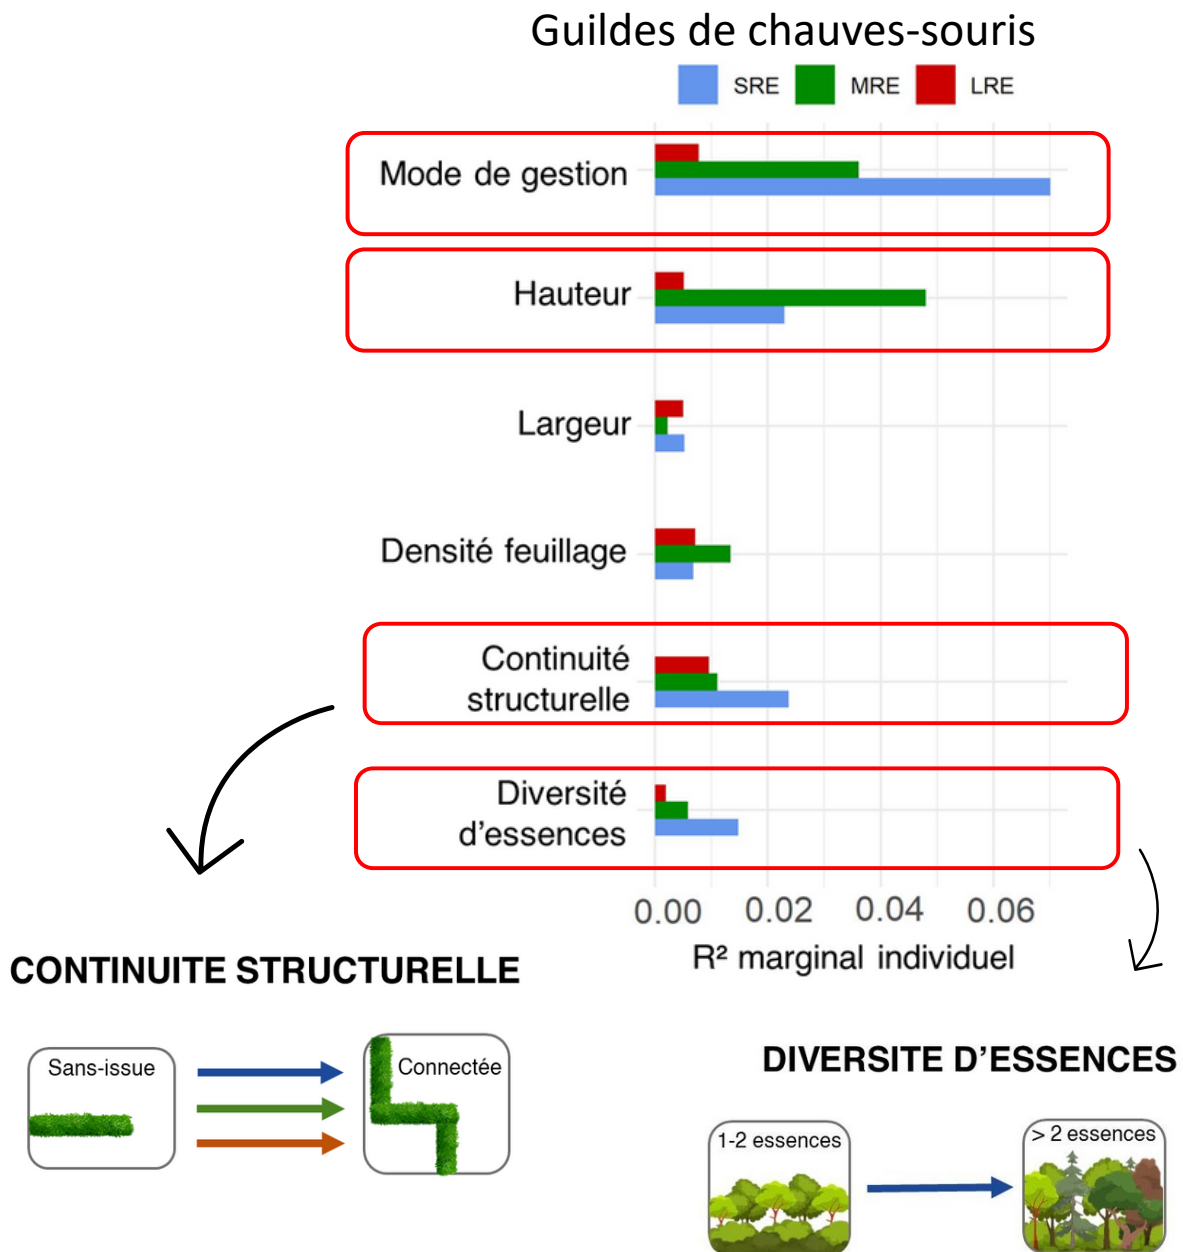 Guildes de chauves-souris
SRE MRE LRE
Mode de gestion
Hauteur
Largeur
Densité feuillage
Continuité
structurelle
Diversité
d'essences
0.00 0.02 0.04 0.06
R² marginal individuel
CONTINUITE STRUCTURELLE
Sans-issue
Connectée
DIVERSITE D'ESSENCES
1-2 essences
> 2 essences